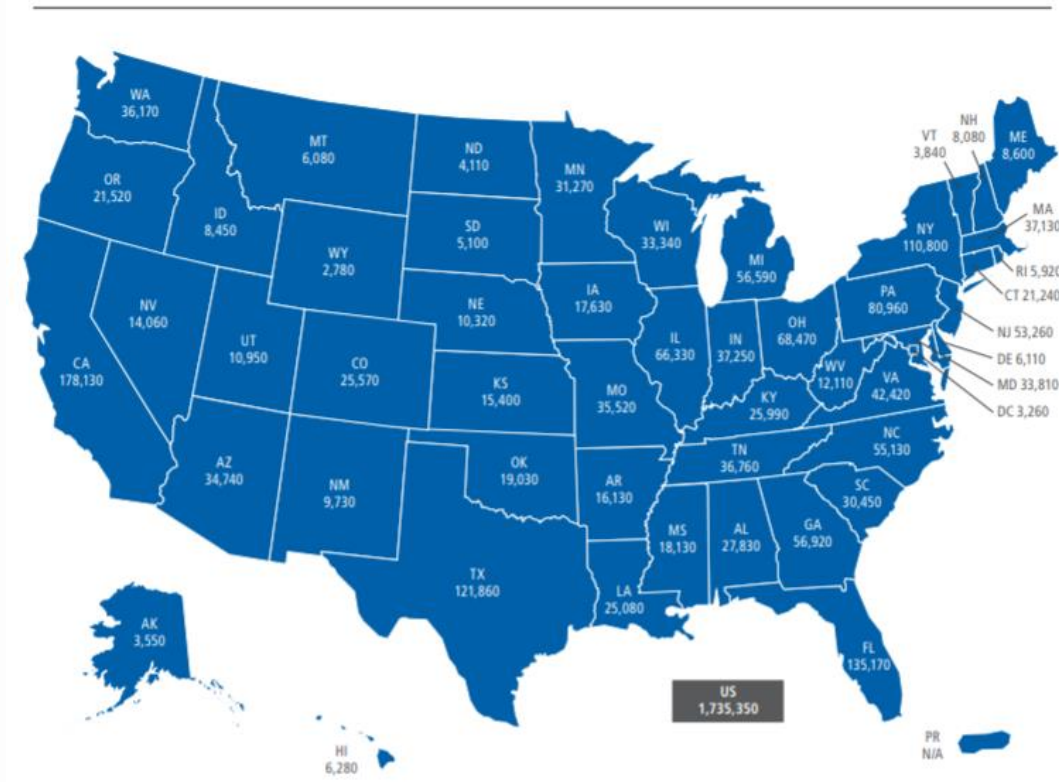 WA
36,170
MT
6,080
ND
4,110
MN
31,270
VT
3,840
NH
8,080
ME
8,600
OR
21,520
ID
8,450
SD
5,100
WI
33,340
MI
56,590
NY
110,800
MA
37,130
RI 5,920
CT 21,240
WY
2,780
IA
17,630
PA
80,960
NJ 53,260
NV
14,060
NE
10,320
IL
66,330
IN
37,250
OH
68,470
DE 6,110
MD 33,810
DC 3,260
CA
178,130
UT
10,950
CO
25,570
KS
15,400
MO
35,520
WV
12,110
VA
42,420
KY
25,990
NC
55,130
TN
36,760
AZ
34,740
NM
9,730
OK
19,030
AR
16,130
SC
30,450
MS
18,130
AL
27,830
GA
56,920
TX
121,860
LA
25,080
AK
3,550
FL
135,170
US
1,735,350
HI
6,280
PR
N/A